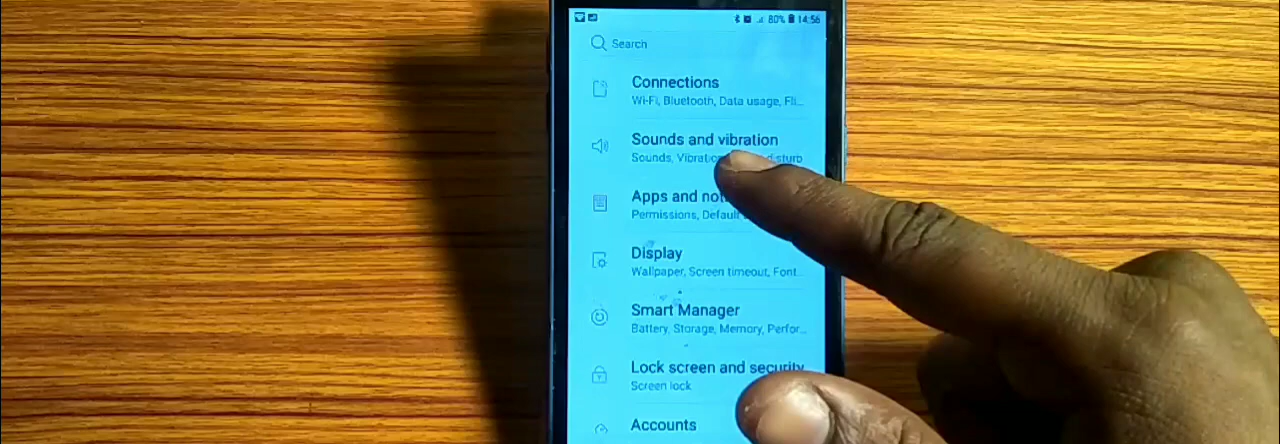 80% 14:56
Search
Connections
Wi-Fi, Bluetooth, Data usage, Fli...
Sounds and vibration
Sounds, Vibration
Apps and
Permissions, Default
Display
Wallpaper, Screen timeout, Font...
Smart Manager
Battery, Storage, Memory, Perfor...
Lock screen and security
Screen lock
Accounts